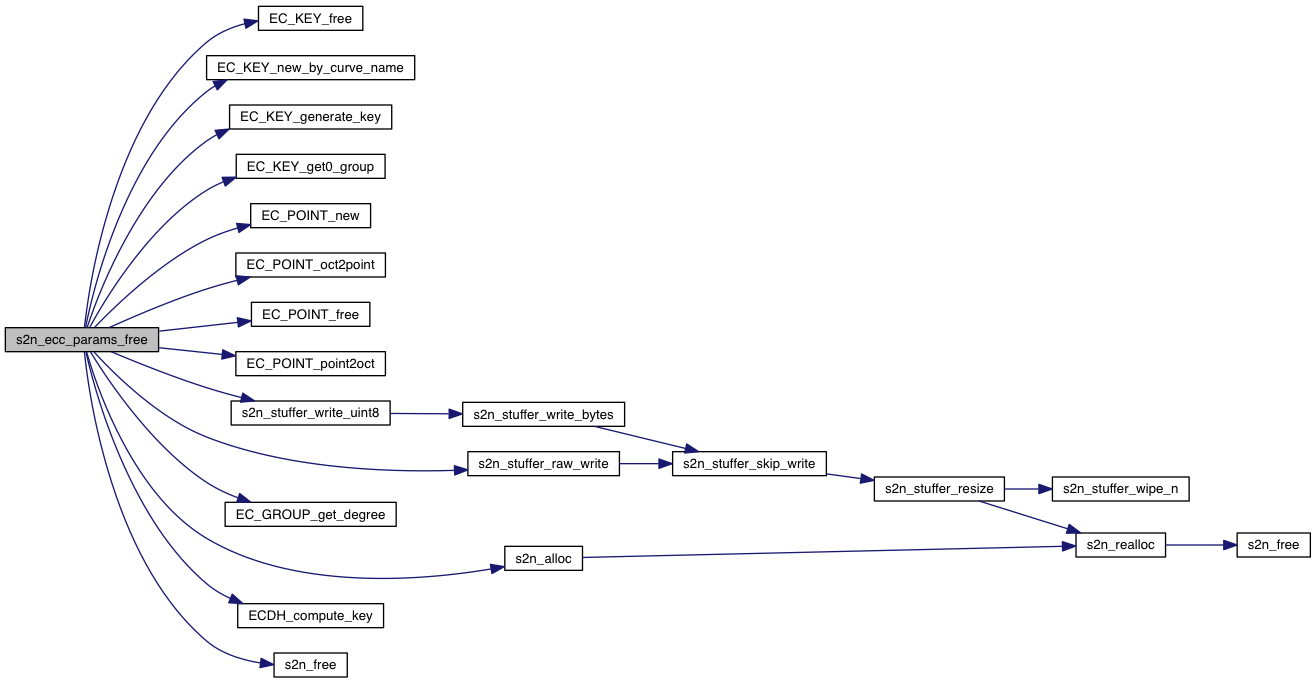 EC_KEY_free
EC_KEY_new_by_curve_name
EC_KEY_generate_key
EC_KEY_get0_group
EC_POINT_new
EC_POINT_oct2point
EC_POINT_free
s2n_ecc_params_free
EC_POINT_point2oct
s2n_stuffer_write_uint8
s2n_stuffer_write_bytes
s2n_stuffer_raw_write
s2n_stuffer_skip_write
s2n_stuffer_resize
s2n_stuffer_wipe_n
EC_GROUP_get_degree
s2n_alloc
s2n_realloc
s2n_free
ECDH_compute_key
s2n_free